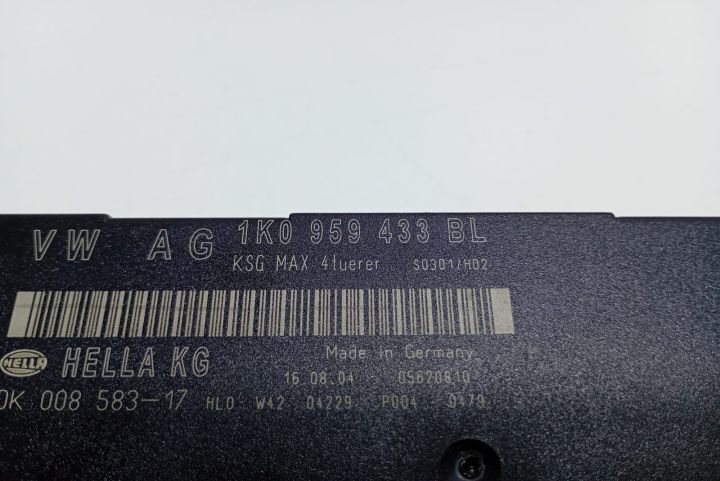 VW AG 1K0 959 433 BL
KSG MAX 4Tuerer S0301/H02
HELLA HELLA KG Made in Germany
16.08.04 05620810
0K 008 583-17 HLO W42 04229 P004 0479